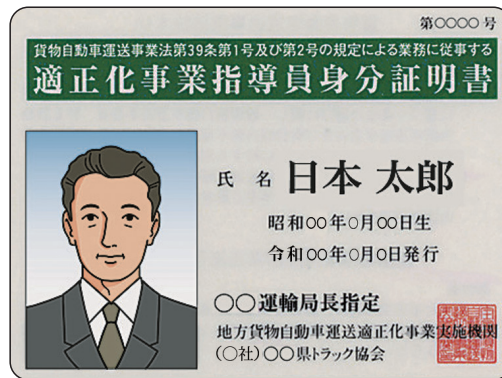 第○○○○号
貨物自動車運送事業法第39条第1号及び第2号の規定による業務に従事する
適正化事業指導員身分証明書
氏 名 日本 太郎
昭和○○年○月○○日生
令和○○年○月○日発行
○○運輸局長指定
地方貨物自動車運送適正化事業実施機関
(○社)○○県トラック協会